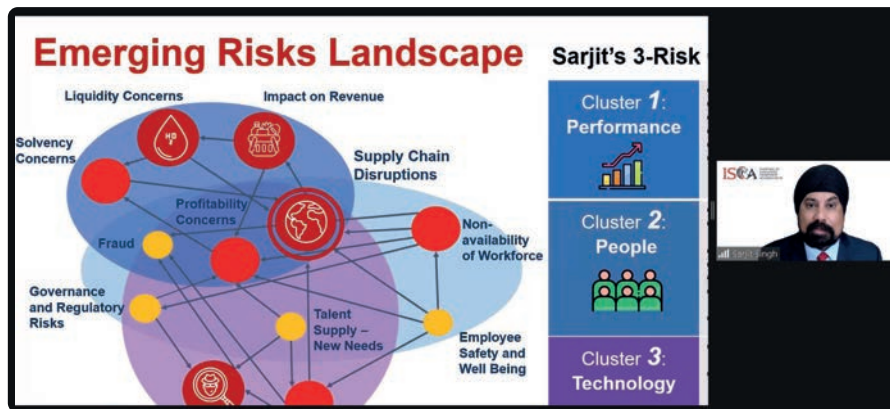 Emerging Risks Landscape
Sarjit's 3-Risk
Liquidity Concerns
Impact on Revenue
Solvency
Concerns
Supply Chain
Disruptions
Profitability
Concerns
Fraud
Non-
availability
of Workforce
Governance
and Regulatory
Risks
Talent
Supply –
New Needs
Employee
Safety and
Well Being
Cluster 1:
Performance
Cluster 2:
People
Cluster 3:
Technology
ISCA
Sarjit Singh